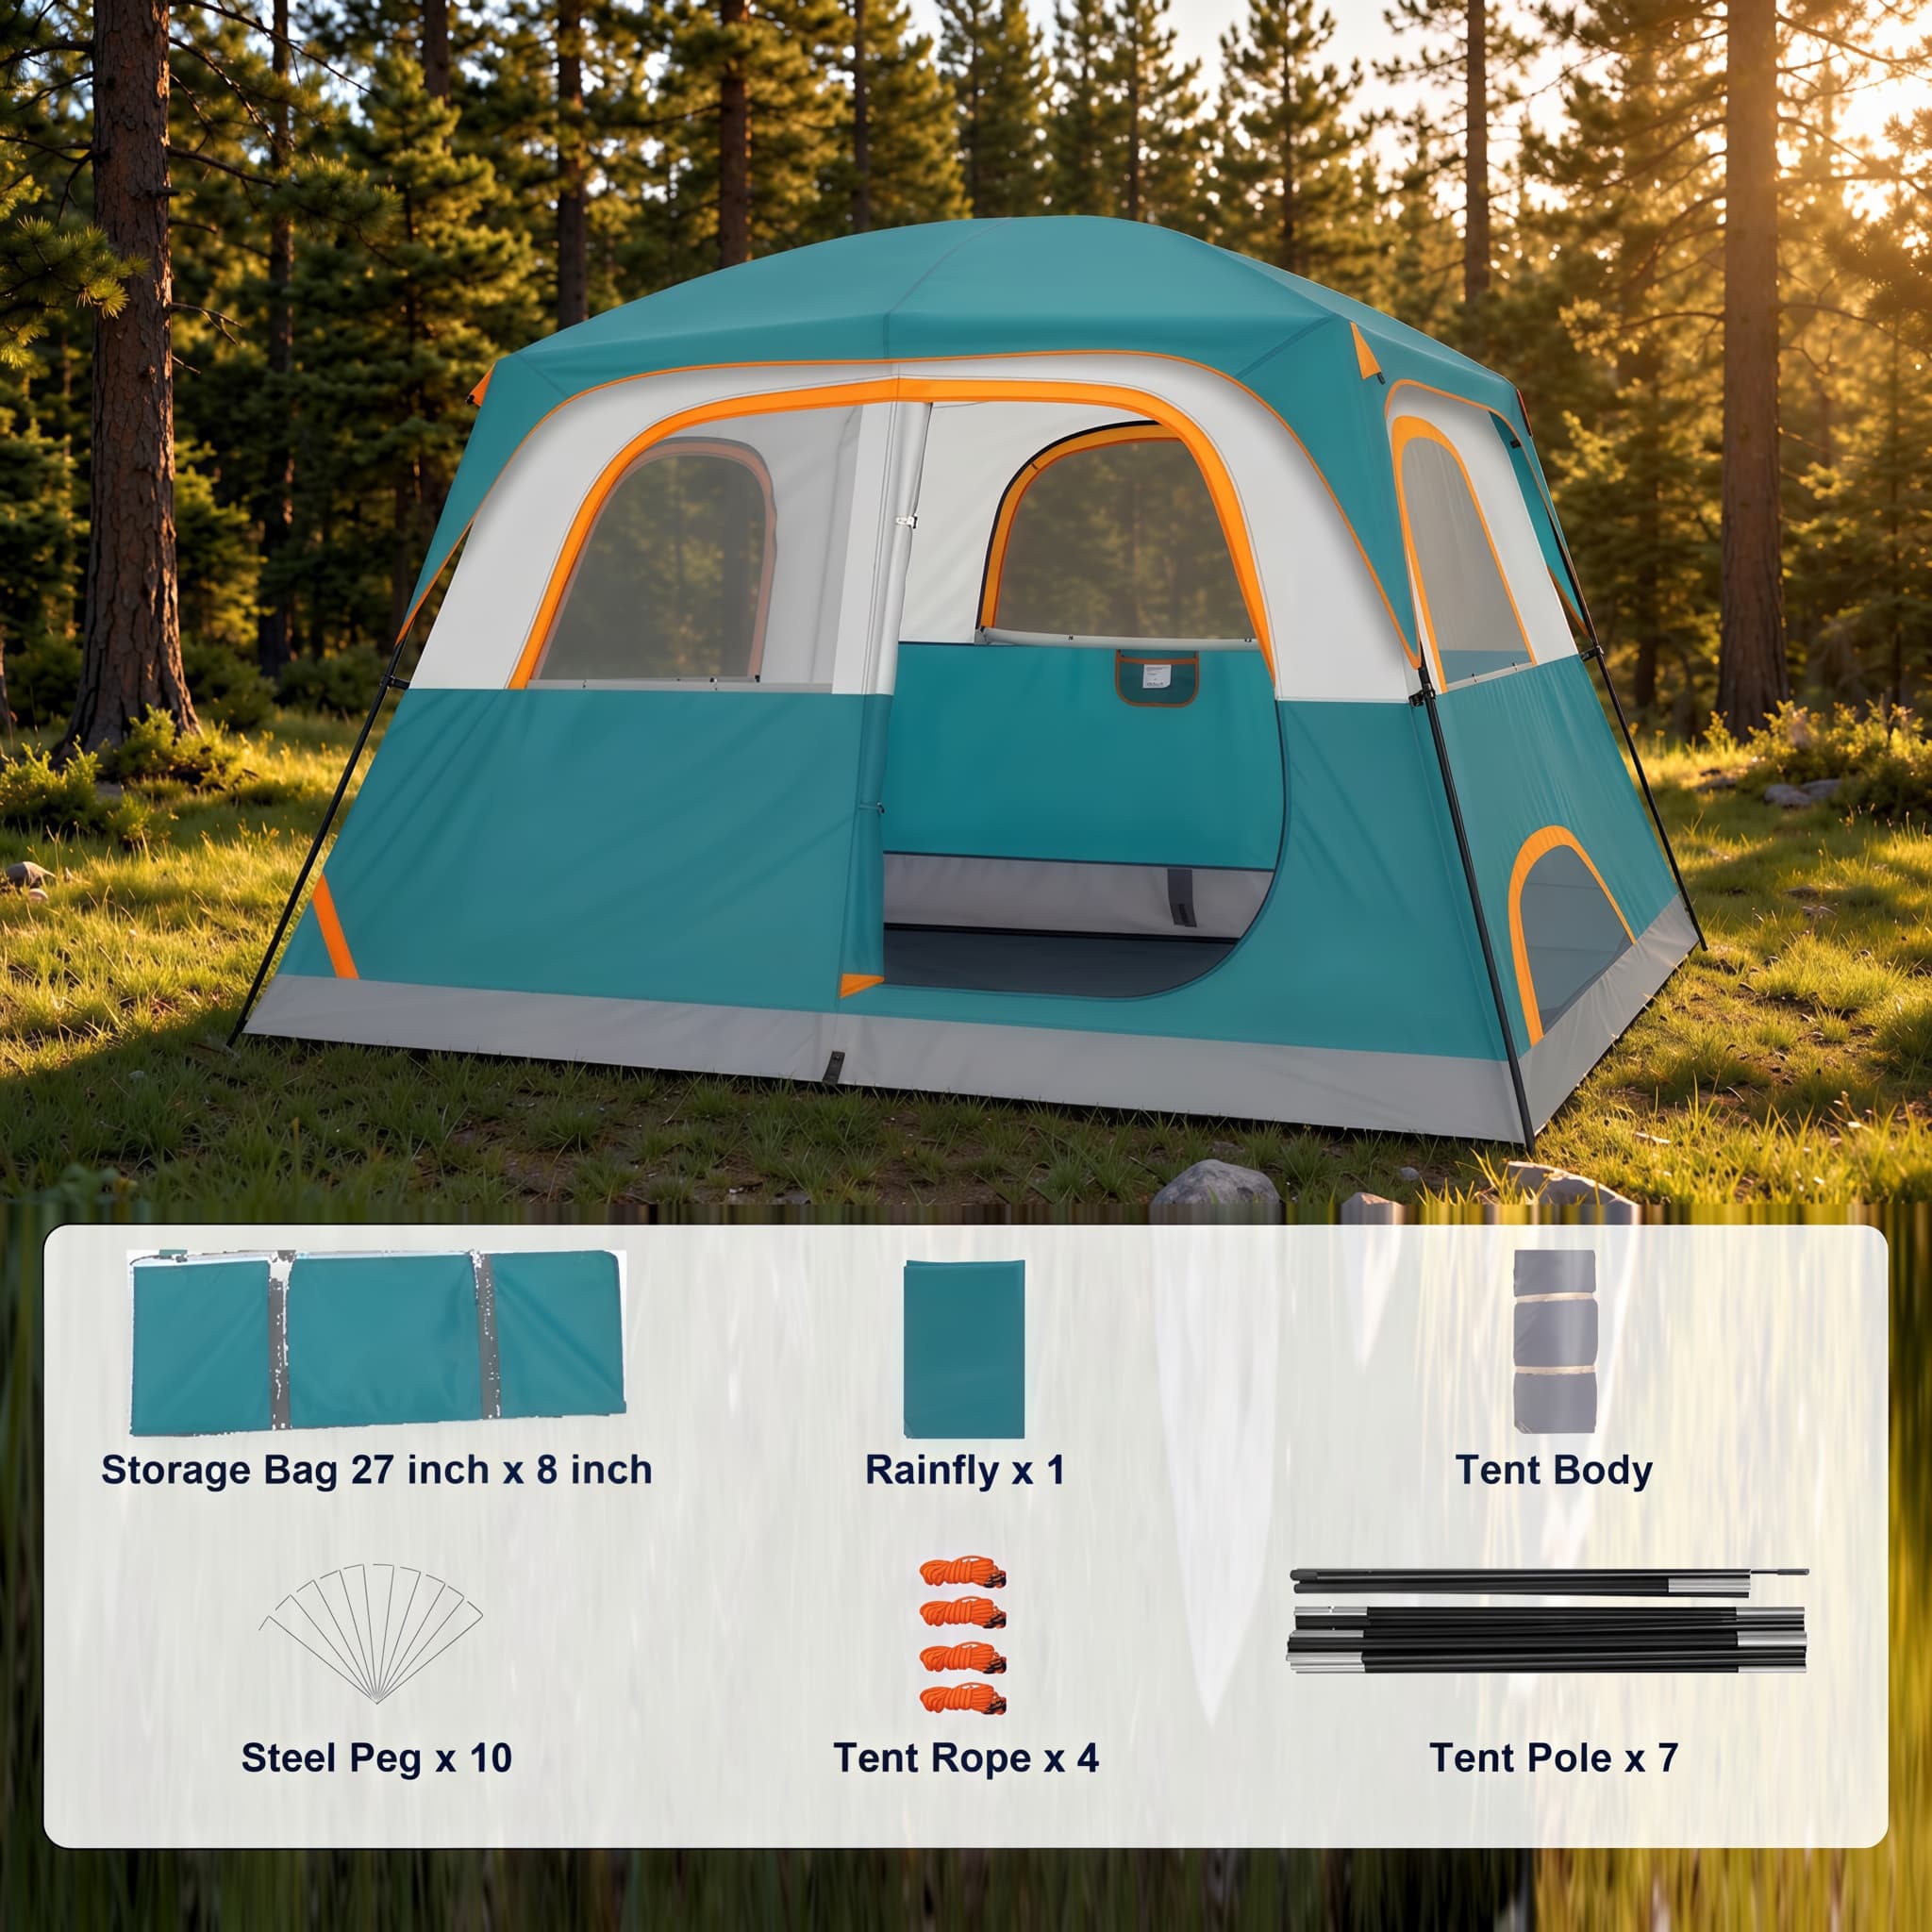 Storage Bag 27 inch x 8 inch
Rainfly x 1
Tent Body
Steel Peg x 10
Tent Rope x 4
Tent Pole x 7